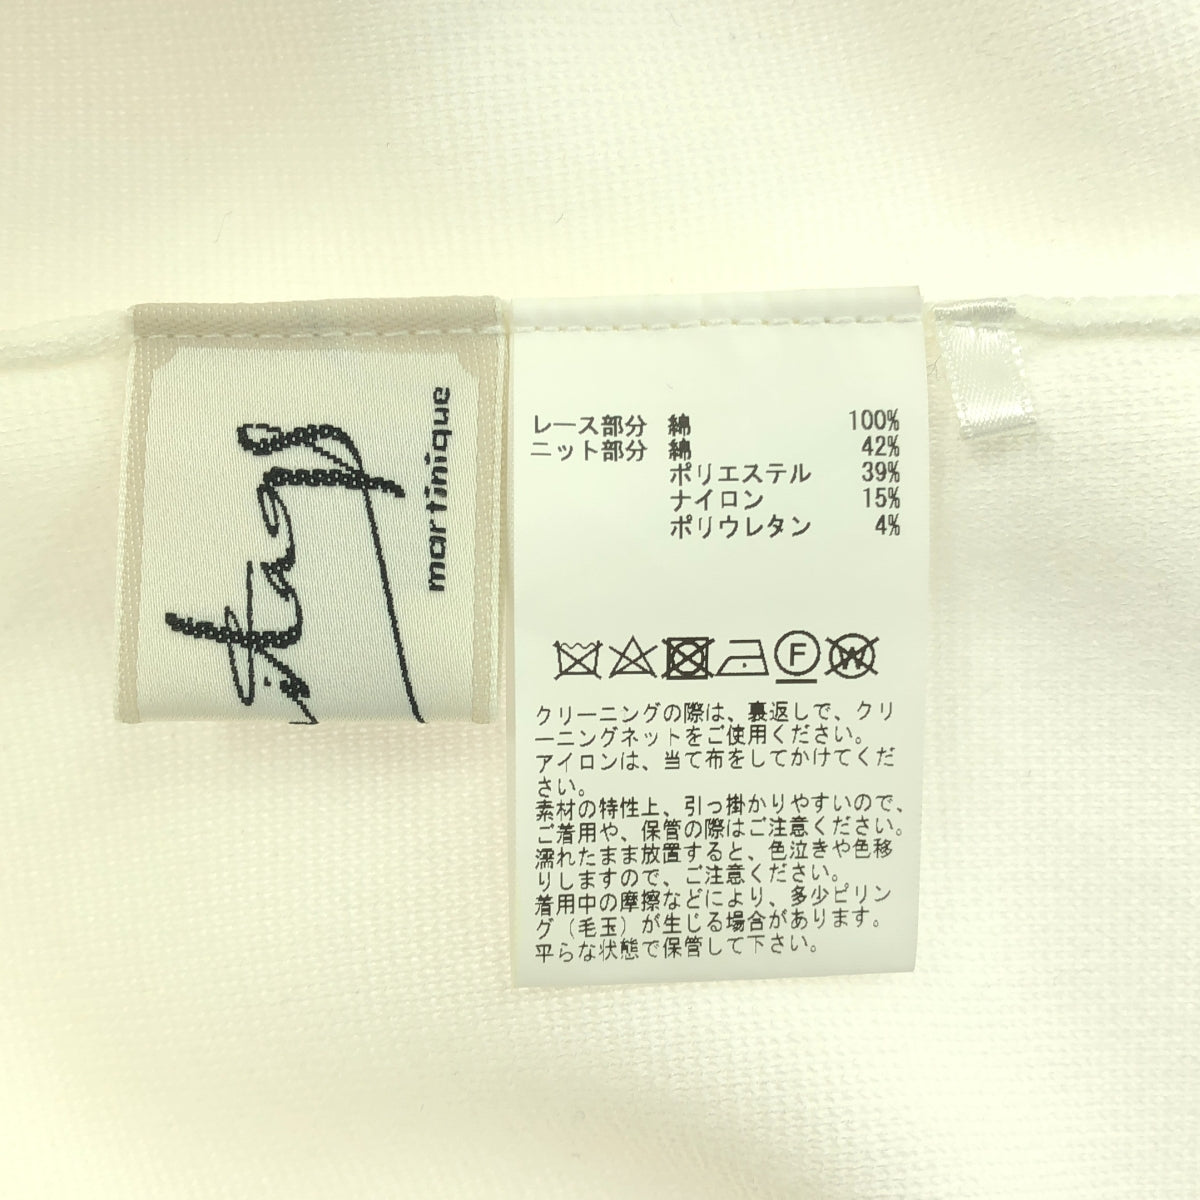 martinique
レース部分 綿 100%
ニット部分 綿 42%
ポリエステル 39%
ナイロン 15%
ポリウレタン 4%
F
W
クリーニングの際は、裏返しで、クリ
ーニングネットをご使用ください。
アイロンは、当て布をしてかけてくだ
さい。
素材の特性上、引っ掛かりやすいので、
ご着用や、保管の際はご注意ください。
濡れたまま放置すると、色泣きや色移
りしますので、ご注意ください。
着用中の摩擦などにより、多少ピリン
グ（毛玉）が生じる場合があります。
平らな状態で保管して下さい。